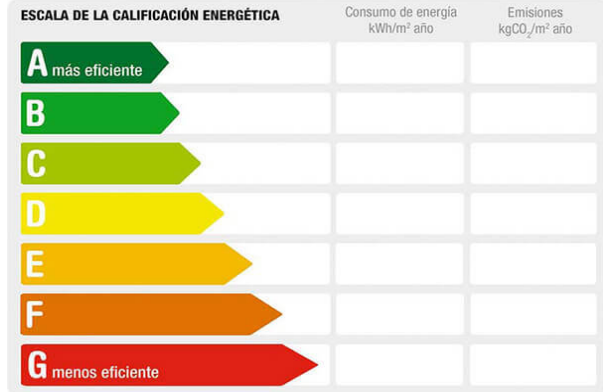 ESCALA DE LA CALIFICACIÓN ENERGÉTICA
Consumo de energía
kWh/m² año
Emisiones
kgCO₂/m² año
A más eficiente
B
C
D
E
F
G menos eficiente